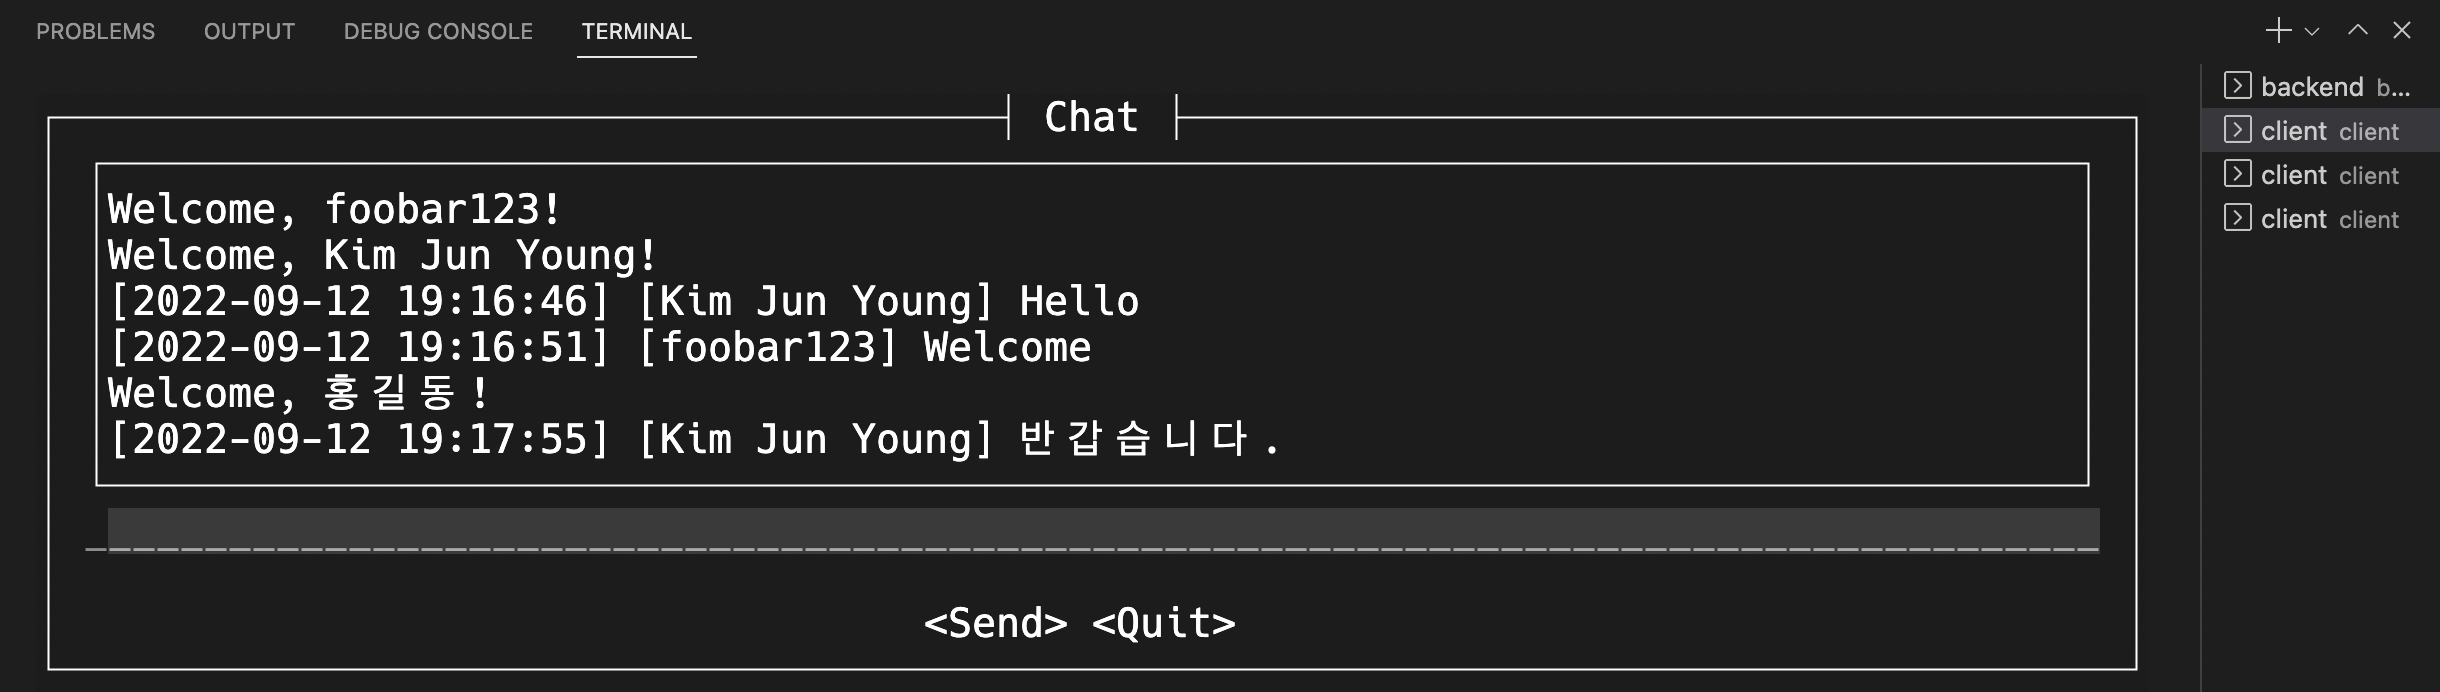 PROBLEMS OUTPUT DEBUG CONSOLE TERMINAL
Chat
Welcome, foobar123!
Welcome, Kim Jun Young!
[2022-09-12 19:16:46] [Kim Jun Young] Hello
[2022-09-12 19:16:51] [foobar123] Welcome
Welcome, 홍길동!
[2022-09-12 19:17:55] [Kim Jun Young] 반갑습니다.
<Send> <Quit>
backend b...
client client
client client
client client